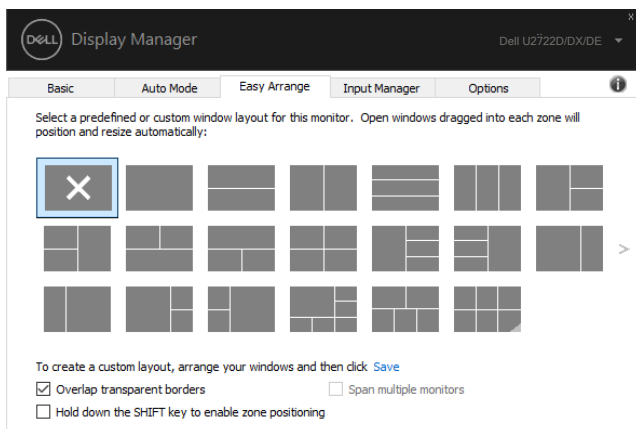 DELL Display Manager
Dell U2722D/DX/DE
Basic Auto Mode Easy Arrange Input Manager Options
Select a predefined or custom window layout for this monitor. Open windows dragged into each zone will
position and resize automatically:
To create a custom layout, arrange your windows and then click Save
Overlap transparent borders Span multiple monitors
Hold down the SHIFT key to enable zone positioning